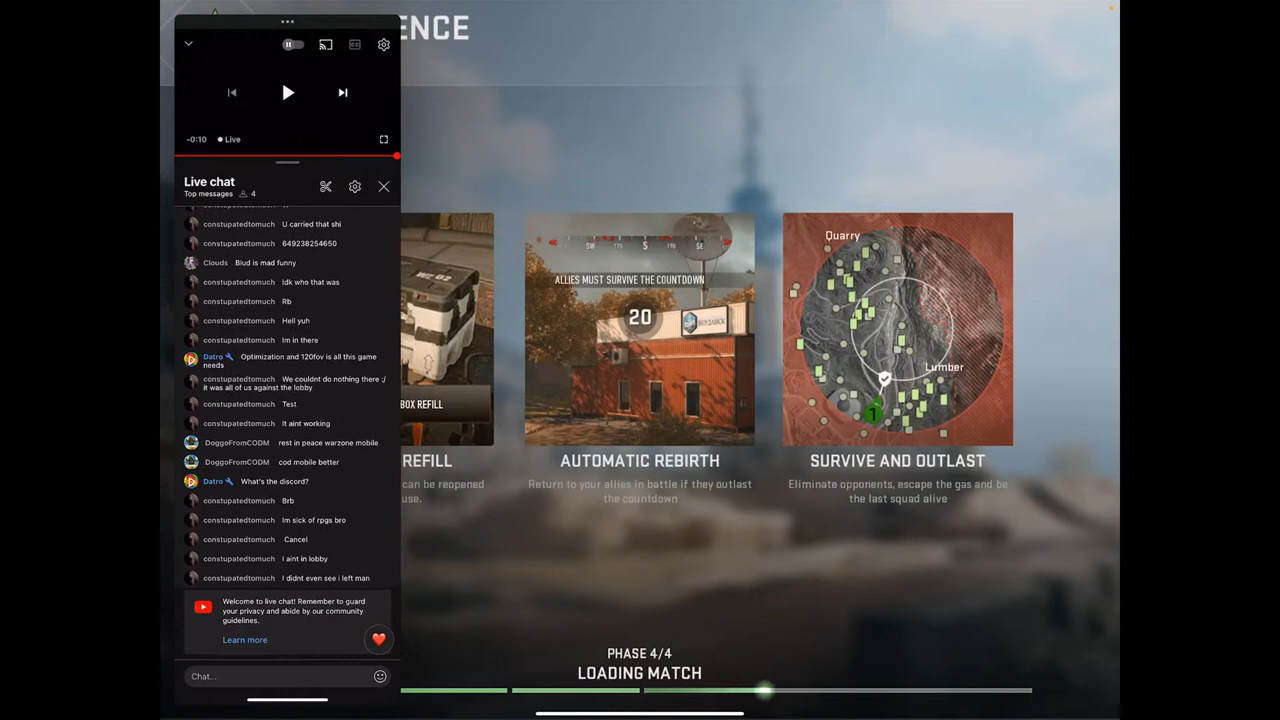 ENCE
-0:10 Live
Live chat
Top messages 4
constupatedtomuch U carried that shi
constupatedtomuch 649238254650
Clouds Blud is mad funny
constupatedtomuch Idk who that was
constupatedtomuch Rb
constupatedtomuch Hell yuh
constupatedtomuch Im in there
Datro Optimization and 120fov is all this game
needs
constupatedtomuch We couldnt do nothing there :/
it was all of us against the lobby
constupatedtomuch Test
constupatedtomuch It aint working
DoggoFromCODM rest in peace warzone mobile
DoggoFromCODM cod mobile better
Datro What's the discord?
constupatedtomuch Brb
constupatedtomuch Im sick of rpgs bro
constupatedtomuch Cancel
constupatedtomuch I aint in lobby
constupatedtomuch I didnt even see i left man
Welcome to live chat! Remember to guard
your privacy and abide by our community
guidelines.
Learn more
Chat...
BOX REFILL
REFILL
can be reopened
use.
SW 170 S 190 SE
ALLIES MUST SURVIVE THE COUNTDOWN
20
AUTOMATIC REBIRTH
Return to your allies in battle if they outlast
the countdown
Quarry
Lumber
1
SURVIVE AND OUTLAST
Eliminate opponents, escape the gas and be
the last squad alive
PHASE 4/4
LOADING MATCH